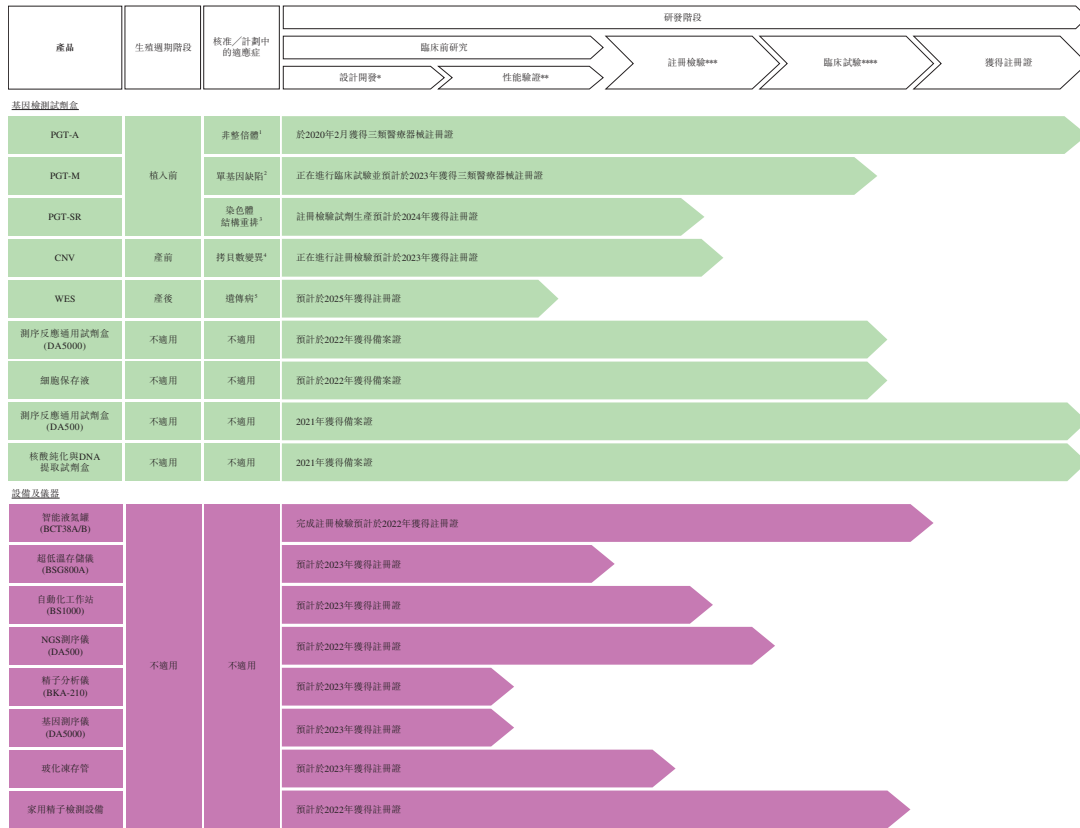 研發階段
產品
生殖週期階段
核准／計劃中
的適應症
臨床前研究
註冊檢驗***
臨床試驗****
獲得註冊證
設計開發*
性能驗證**
基因檢測試劑盒
PGT-A
植入前
非整倍體1
於2020年2月獲得三類醫療器械註冊證
PGT-M
單基因缺陷2
正在進行臨床試驗並預計於2023年獲得三類醫療器械註冊證
PGT-SR
染色體
結構重排3
註冊檢驗試劑生產預計於2024年獲得註冊證
CNV
產前
拷貝數變異4
正在進行註冊檢驗預計於2023年獲得註冊證
WES
產後
遺傳病5
預計於2025年獲得註冊證
測序反應通用試劑盒
(DA5000)
不適用
不適用
預計於2022年獲得備案證
細胞保存液
不適用
不適用
預計於2022年獲得備案證
測序反應通用試劑盒
(DA500)
不適用
不適用
2021年獲得備案證
核酸純化與DNA
提取試劑盒
不適用
不適用
2021年獲得備案證
設備及儀器
智能液氮罐
(BCT38A/B)
完成註冊檢驗預計於2022年獲得註冊證
超低溫存儲儀
(BSG800A)
預計於2023年獲得註冊證
自動化工作站
(BS1000)
預計於2023年獲得註冊證
NGS測序儀
(DA500)
不適用
不適用
預計於2022年獲得註冊證
精子分析儀
(BKA-210)
預計於2023年獲得註冊證
基因測序儀
(DA5000)
預計於2023年獲得註冊證
玻化凍存管
預計於2023年獲得註冊證
家用精子檢測設備
預計於2022年獲得註冊證